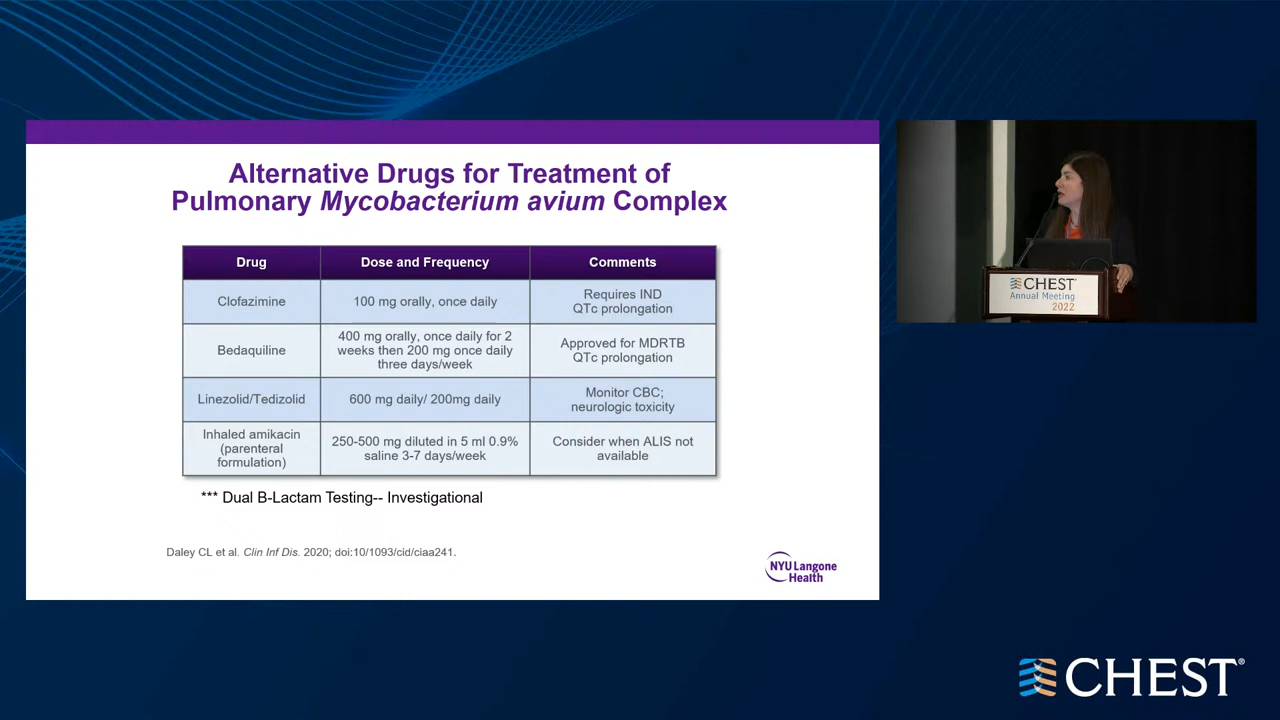 Alternative Drugs for Treatment of
Pulmonary Mycobacterium avium Complex
Drug
Dose and Frequency
Comments
Clofazimine
100 mg orally, once daily
Requires IND
QTc prolongation
Bedaquiline
400 mg orally, once daily for 2
weeks then 200 mg once daily
three days/week
Approved for MDRTB
QTc prolongation
Linezolid/Tedizolid
600 mg daily/ 200mg daily
Monitor CBC;
neurologic toxicity
Inhaled amikacin
(parenteral
formulation)
250-500 mg diluted in 5 ml 0.9%
saline 3-7 days/week
Consider when ALIS not
available
*** Dual B-Lactam Testing-- Investigational
Daley CL et al. Clin Inf Dis. 2020; doi:10/1093/cid/ciaa241.
NYU Langone
Health
CHEST
Annual Meeting
2022
CHEST®